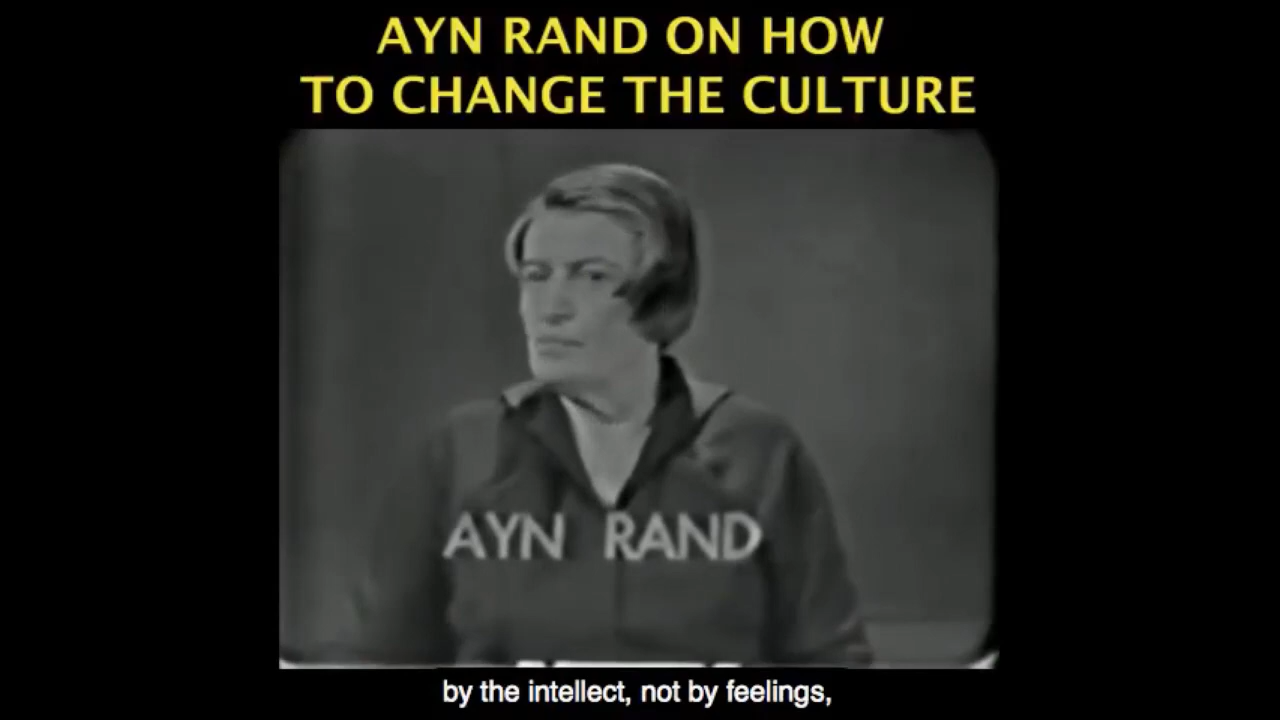 AYN RAND ON HOW
TO CHANGE THE CULTURE
AYN RAND
by the intellect, not by feelings,